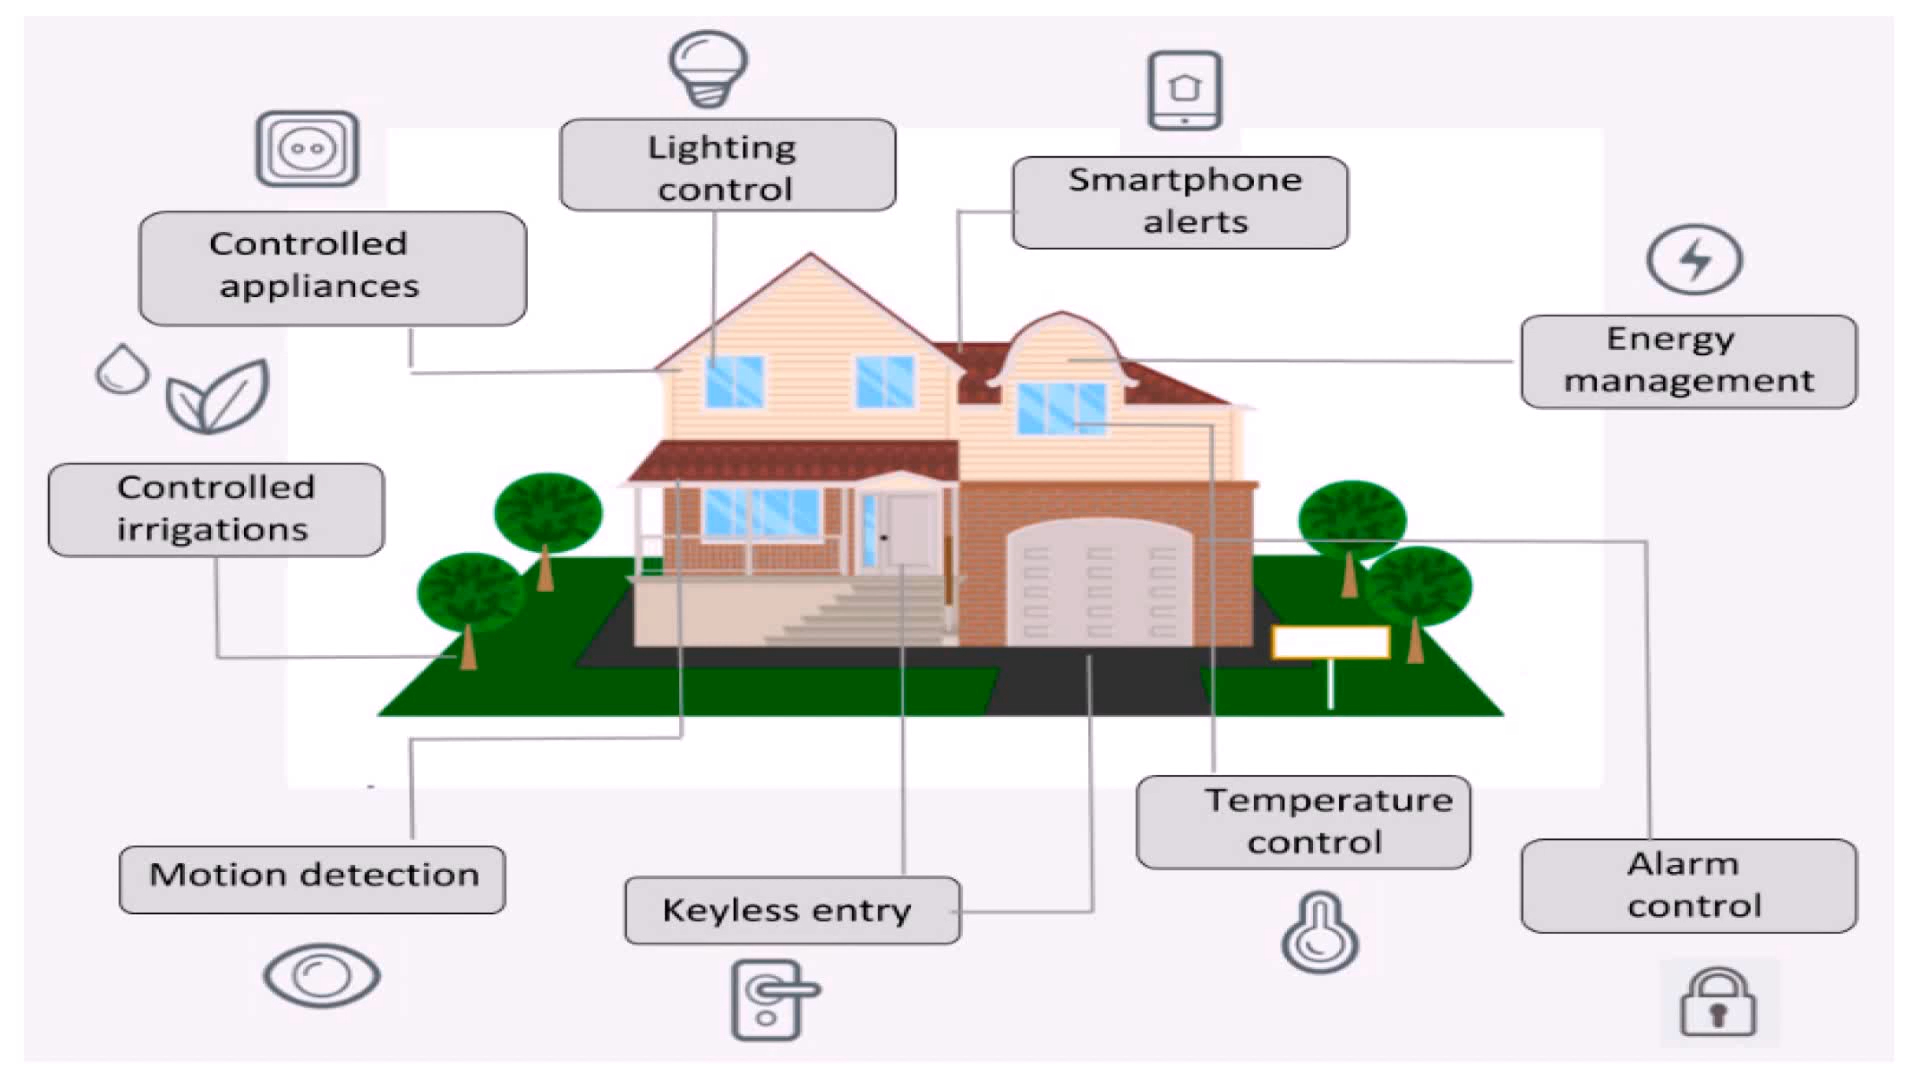 Lighting
control
Smartphone
alerts
Controlled
appliances
Energy
management
Controlled
irrigations
Temperature
control
Motion detection
Keyless entry
Alarm
control